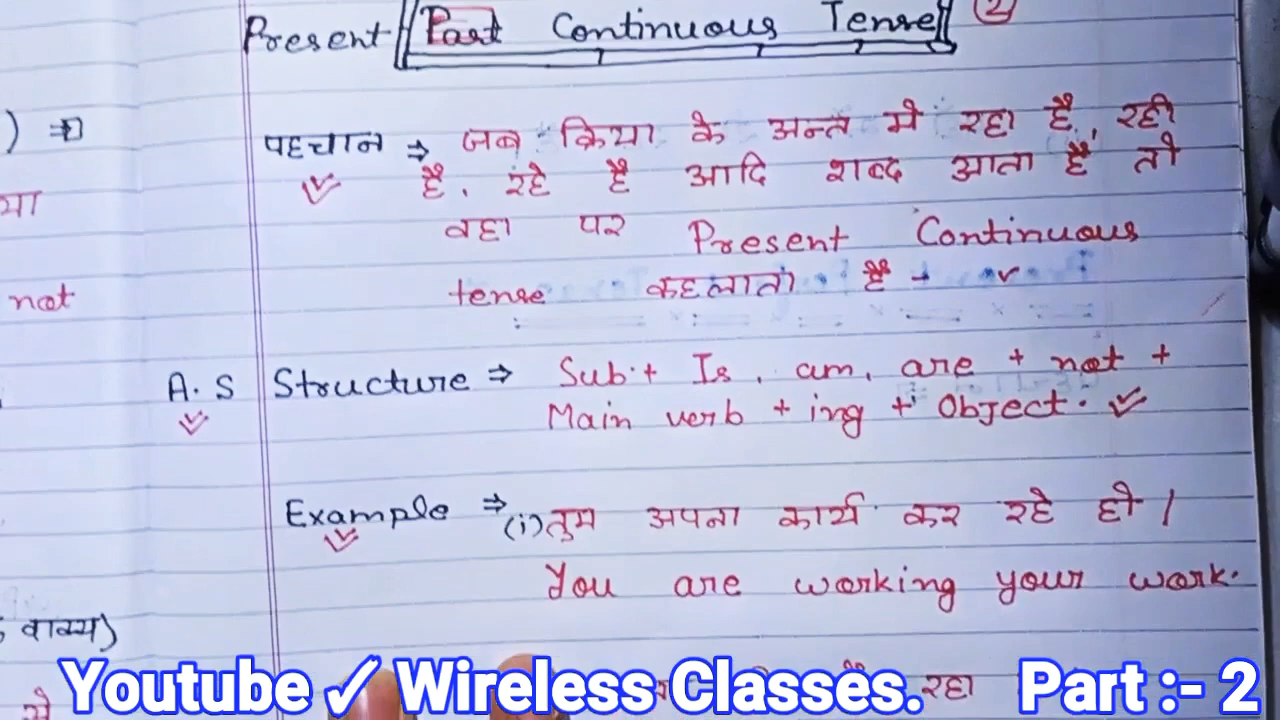 Present Past Continuous Tense 2
पहचान ⇒ जब क्रिया के अन्त मे रहा है, रही
है, रहे है आदि शब्द आता है तो
वहा पर Present Continuous
tense कहलाता है -
या
not
A.S Structure ⇒ Sub.+ Is, am, are + not +
Main verb + ing + Object.
Example ⇒ (i) तुम अपना कार्य कर रहे हो /
You are working your work.
वाक्य)
से रहा
Youtube ✓ Wireless Classes. Part :- 2